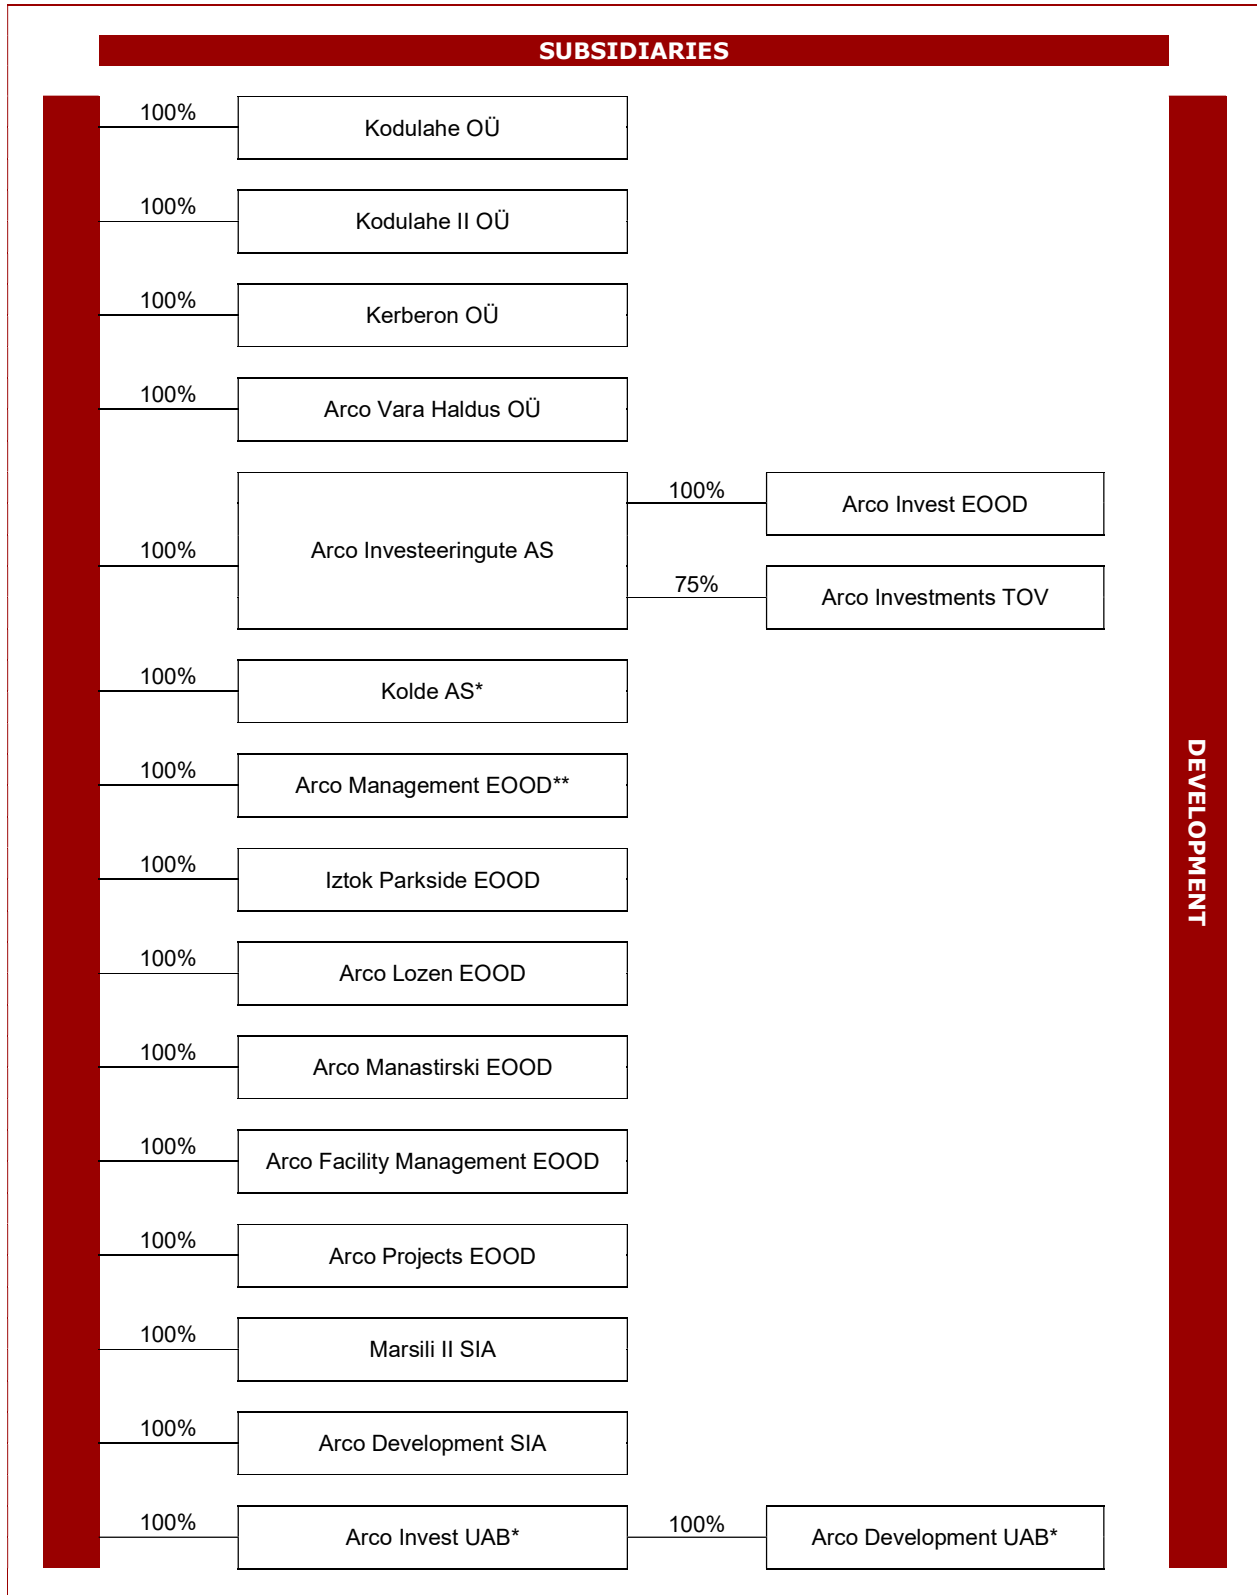 SUBSIDIARIES
100%
Kodulahe OÜ
100%
Kodulahe II OÜ
100%
Kerberon OÜ
100%
Arco Vara Haldus OÜ
100%
Arco Investeeringute AS
100%
Arco Invest EOOD
75%
Arco Investments TOV
100%
Kolde AS*
100%
Arco Management EOOD**
100%
Iztok Parkside EOOD
100%
Arco Lozen EOOD
100%
Arco Manastirski EOOD
100%
Arco Facility Management EOOD
100%
Arco Projects EOOD
100%
Marsili II SIA
100%
Arco Development SIA
100%
Arco Invest UAB*
100%
Arco Development UAB*
DEVELOPMENT